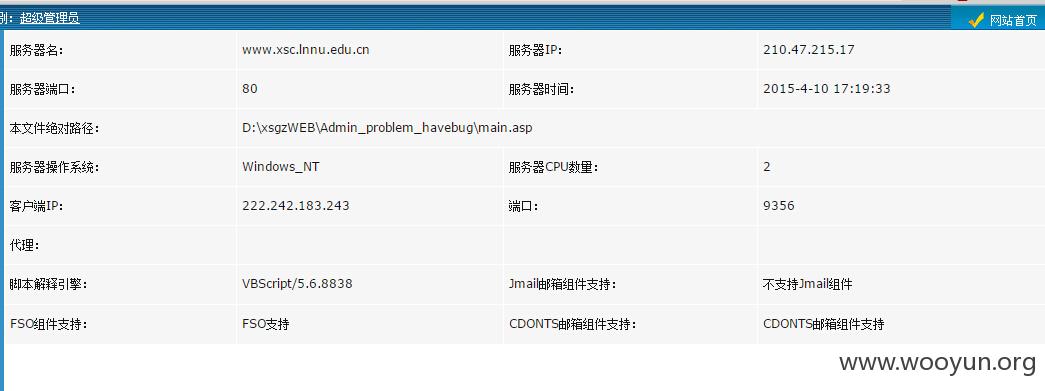 别: 超级管理员 网站首页
服务器名: www.xsc.lnnu.edu.cn 服务器IP: 210.47.215.17
服务器端口: 80 服务器时间: 2015-4-10 17:19:33
本文件绝对路径: D:\xsgzWEB\Admin_problem_havebug\main.asp
服务器操作系统: Windows_NT 服务器CPU数量: 2
客户端IP: 222.242.183.243 端口: 9356
代理:
脚本解释引擎: VBScript/5.6.8838 Jmail邮箱组件支持: 不支持Jmail组件
FSO组件支持: FSO支持 CDONTS邮箱组件支持: CDONTS邮箱组件支持
www.wooyun.org